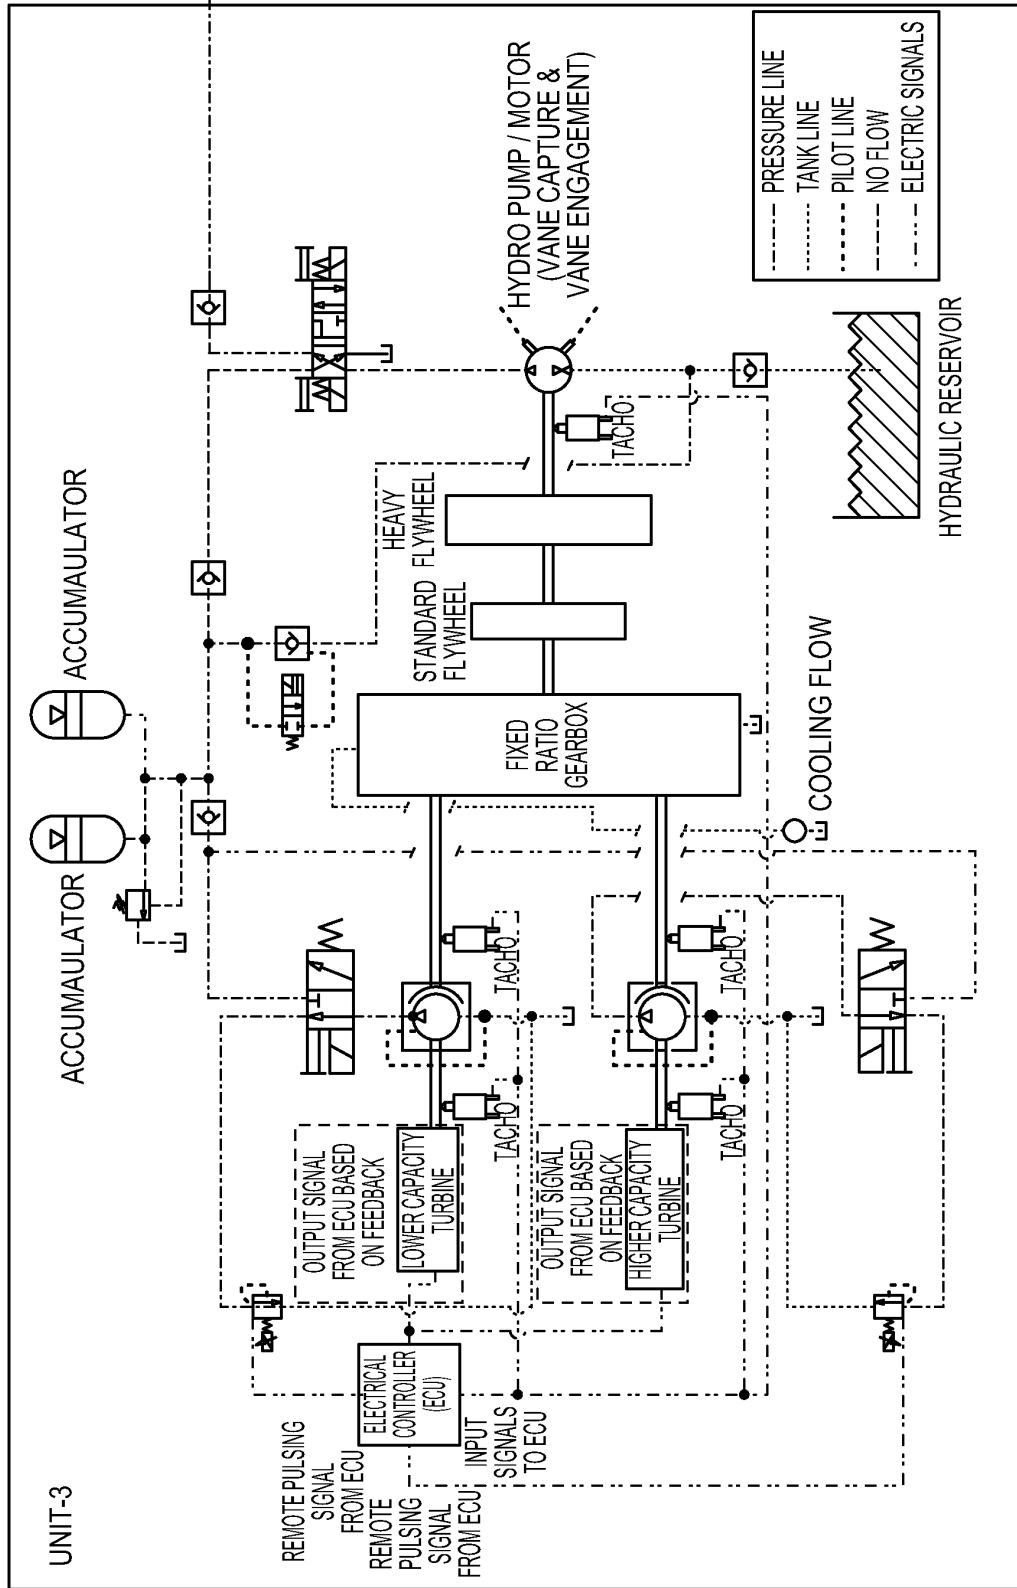 UNIT-3
ACCUMAULATOR
ACCUMAULATOR
REMOTE PULSING
SIGNAL
FROM ECU
REMOTE
PULSING
SIGNAL
FROM ECU
ELECTRICAL
CONTROLLER
(ECU)
INPUT
SIGNALS
TO ECU
OUTPUT SIGNAL
FROM ECU BASED
ON FEEDBACK
LOWER CAPACITY
TURBINE
OUTPUT SIGNAL
FROM ECU BASED
ON FEEDBACK
HIGHER CAPACITY
TURBINE
TACHO
TACHO
TACHO
TACHO
FIXED
RATIO
GEARBOX
COOLING FLOW
STANDARD
FLYWHEEL
HEAVY
FLYWHEEL
TACHO
HYDRO PUMP / MOTOR
(VANE CAPTURE &
VANE ENGAGEMENT)
HYDRAULIC RESERVOIR
PRESSURE LINE
TANK LINE
PILOT LINE
NO FLOW
ELECTRIC SIGNALS